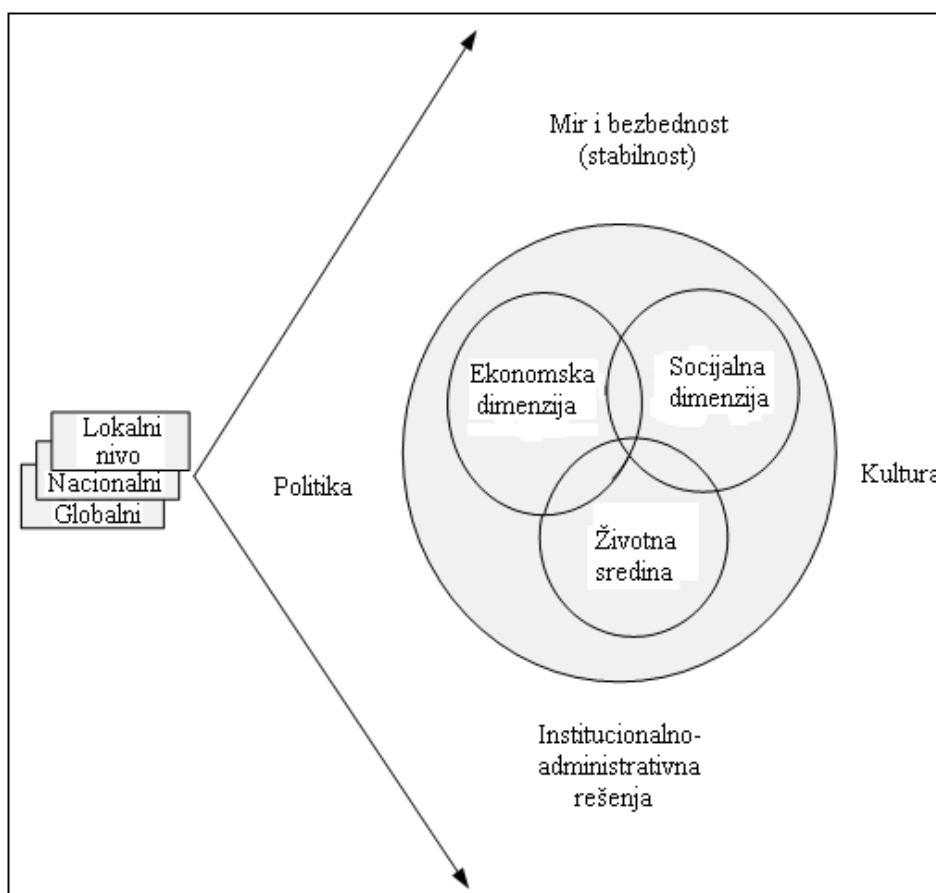 Mir i bezbednost
(stabilnost)
Ekonomska
dimenzija
Socijalna
dimenzija
Lokalni
nivo
Nacionalni
Globalni
Politika
Kultura
Životna
sredina
Institucionalno-
administrativna
rešenja